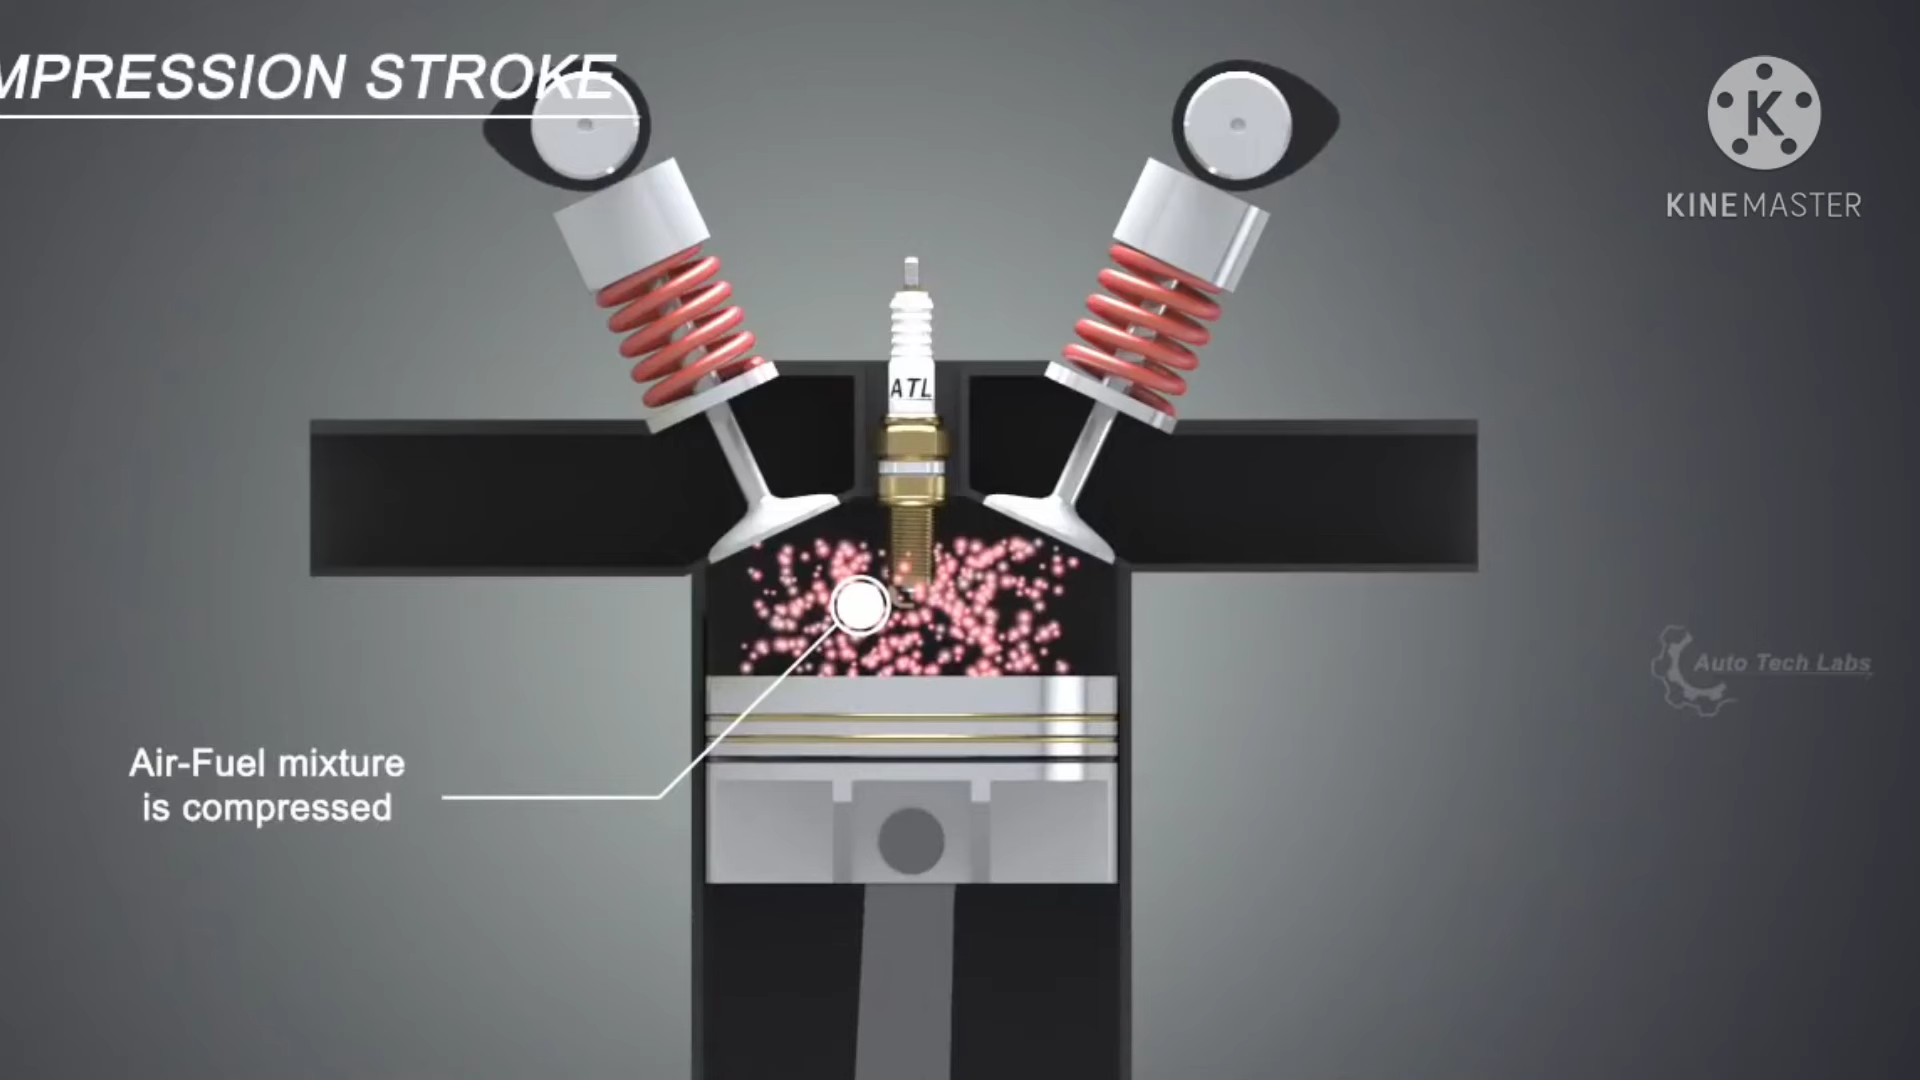 MPRESSION STROKE
K
KINEMASTER
ATL
Auto Tech Labs
Air-Fuel mixture
is compressed